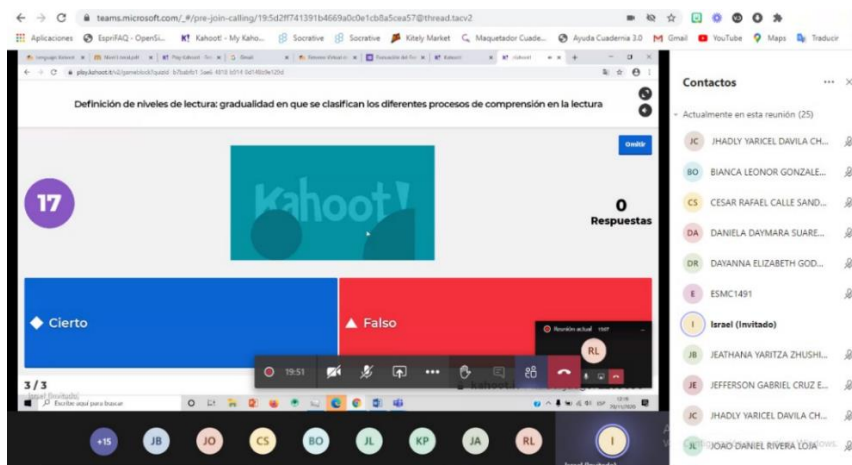 teams.microsoft.com/_#/pre-join-calling/19:5d2ff741391b4669a0c0e1cb8a5cea57@thread.tacv2
Aplicaciones EspriFAQ - OpenSi... Kahoot! - My Kaho... Socrative Socrative Kitely Market Maquetador Cuade... Ayuda Cuadernia 3.0 Gmail YouTube Maps Traducir
Definición de niveles de lectura: gradualidad en que se clasifican los diferentes procesos de comprensión en la lectura
Omitir
17
Kahoot!
0
Respuestas
Cierto
Falso
Reunión actual
RL
19:51
3 / 3
Escribe aquí para buscar
+15 JB JO CS BO JL KP JA RL I
Contactos
Actualmente en esta reunión (25)
JC JHADLY YARICEL DAVILA CH...
BO BIANCA LEONOR GONZALE...
CS CESAR RAFAEL CALLE SAND...
DA DANIELA DAYMARA SUARE...
DR DAYANNA ELIZABETH GOD...
E ESMC1491
I Israel (Invitado)
JB JEATHANA YARITZA ZHUSHI...
JE JEFFERSON GABRIEL CRUZ E...
JC JHADLY YARICEL DAVILA CH...
JL JOAO DANIEL RIVERA LOJA